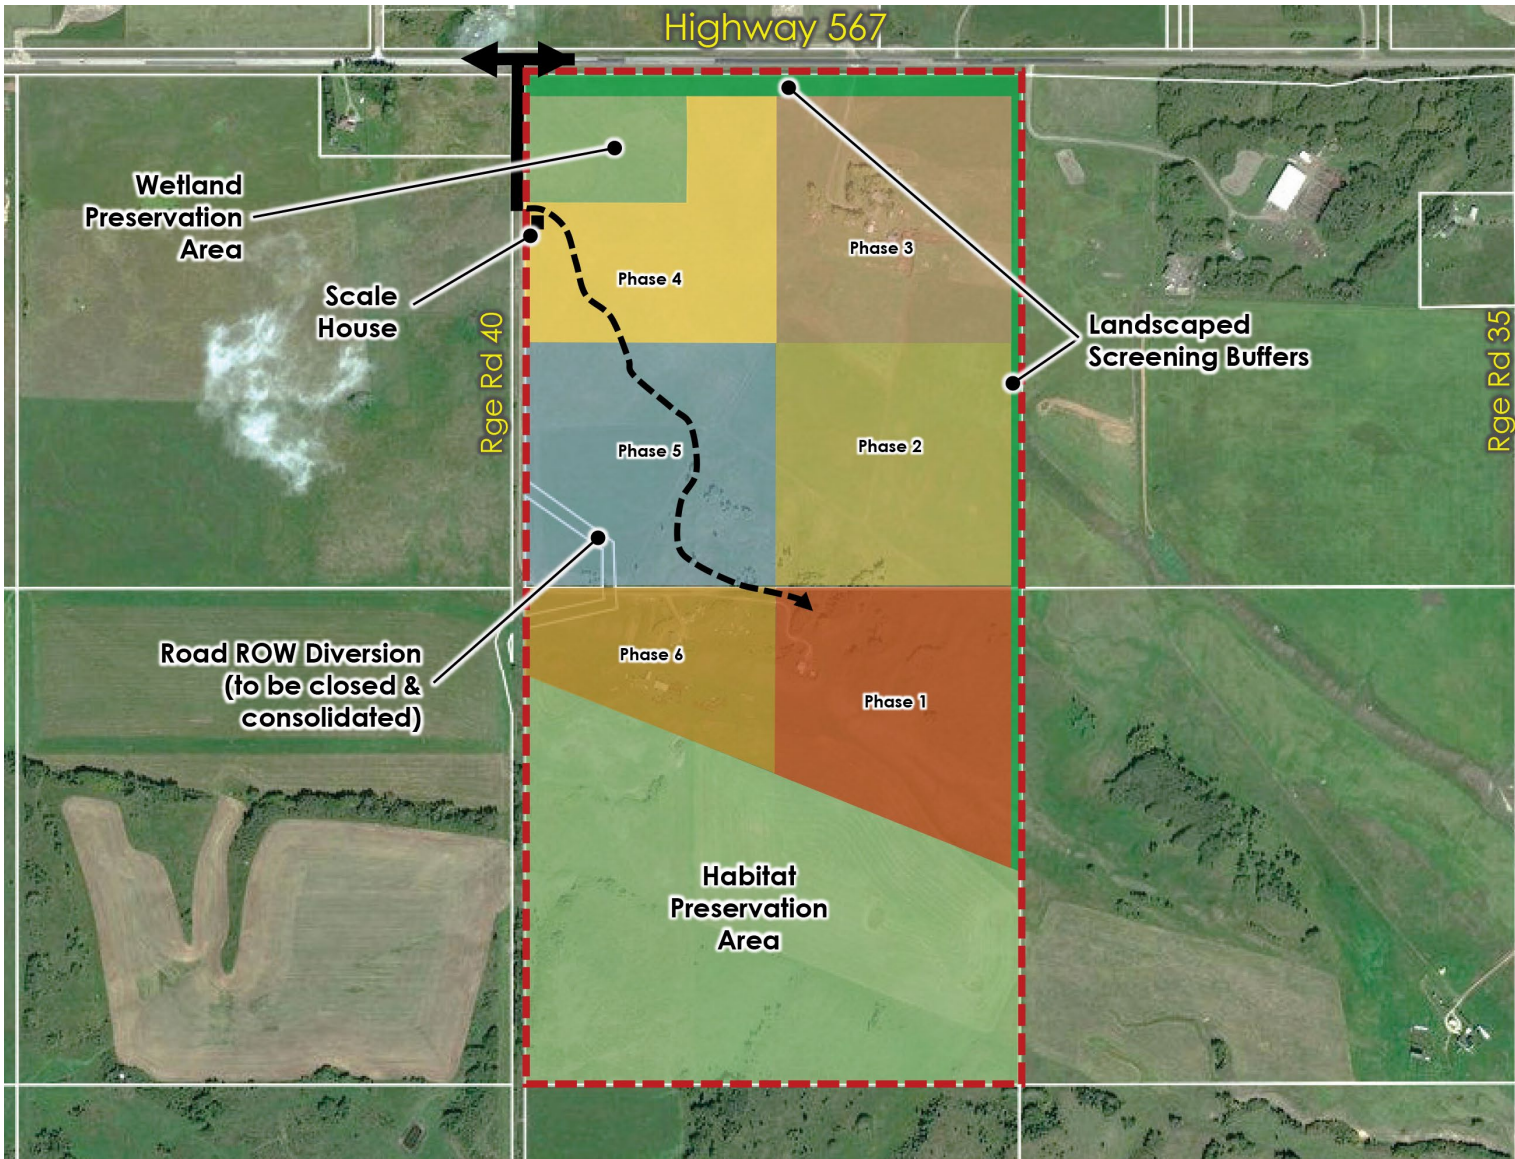 Highway 567
Wetland
Preservation
Area
Scale
House
Rge Rd 40
Phase 4
Phase 3
Landscaped
Screening Buffers
Rge Rd 35
Phase 5
Phase 2
Road ROW Diversion
(to be closed &
consolidated)
Phase 6
Phase 1
Habitat
Preservation
Area